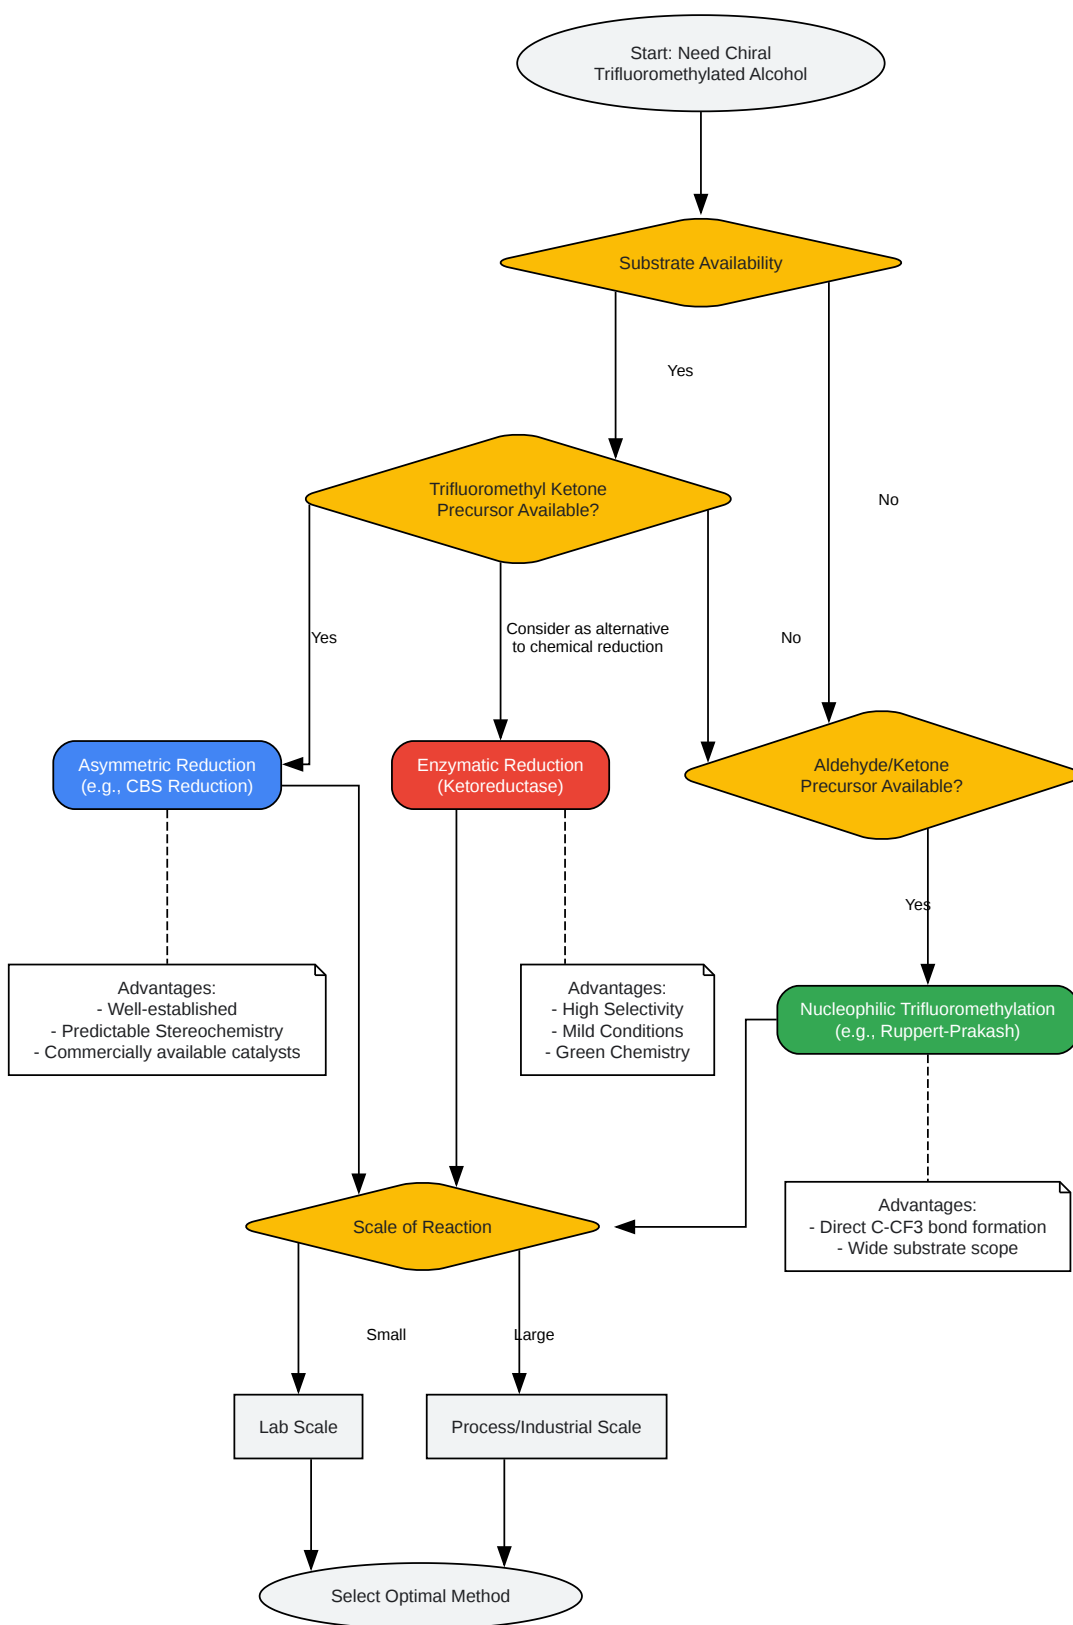 Start: Need Chiral
Trifluoromethylated Alcohol
Substrate Availability
Yes
Trifluoromethyl Ketone
Precursor Available?
No
Yes
Consider as alternative
to chemical reduction
No
Asymmetric Reduction
(e.g., CBS Reduction)
Enzymatic Reduction
(Ketoreductase)
Aldehyde/Ketone
Precursor Available?
Yes
Advantages:
- Well-established
- Predictable Stereochemistry
- Commercially available catalysts
Advantages:
- High Selectivity
- Mild Conditions
- Green Chemistry
Nucleophilic Trifluoromethylation
(e.g., Ruppert-Prakash)
Advantages:
- Direct C-CF3 bond formation
- Wide substrate scope
Scale of Reaction
Small
Large
Lab Scale
Process/Industrial Scale
Select Optimal Method